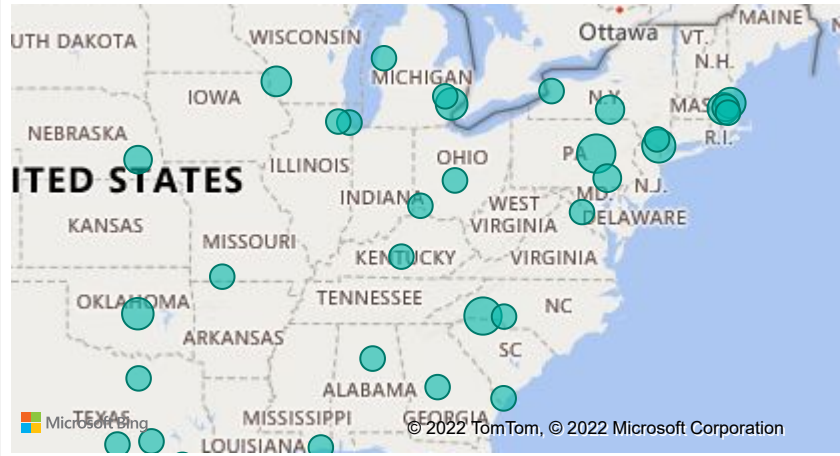 MAINE
Ottawa
VT.
WISCONSIN
UTH DAKOTA
N.H.
MICHIGAN
IOWA
N.Y.
MAS
NEBRASKA
R.I.
ILLINOIS
OHIO
PA
ITED STATES
N.J.
MD.
INDIANA
WEST
VIRGINIA
DELAWARE
KANSAS
MISSOURI
KENTUCKY
VIRGINIA
OKLAHOMA
TENNESSEE
NC
ARKANSAS
SC
ALABAMA
TEXAS
MISSISSIPPI
GEORGIA
Microsoft Bing
© 2022 TomTom, © 2022 Microsoft Corporation
LOUISIANA